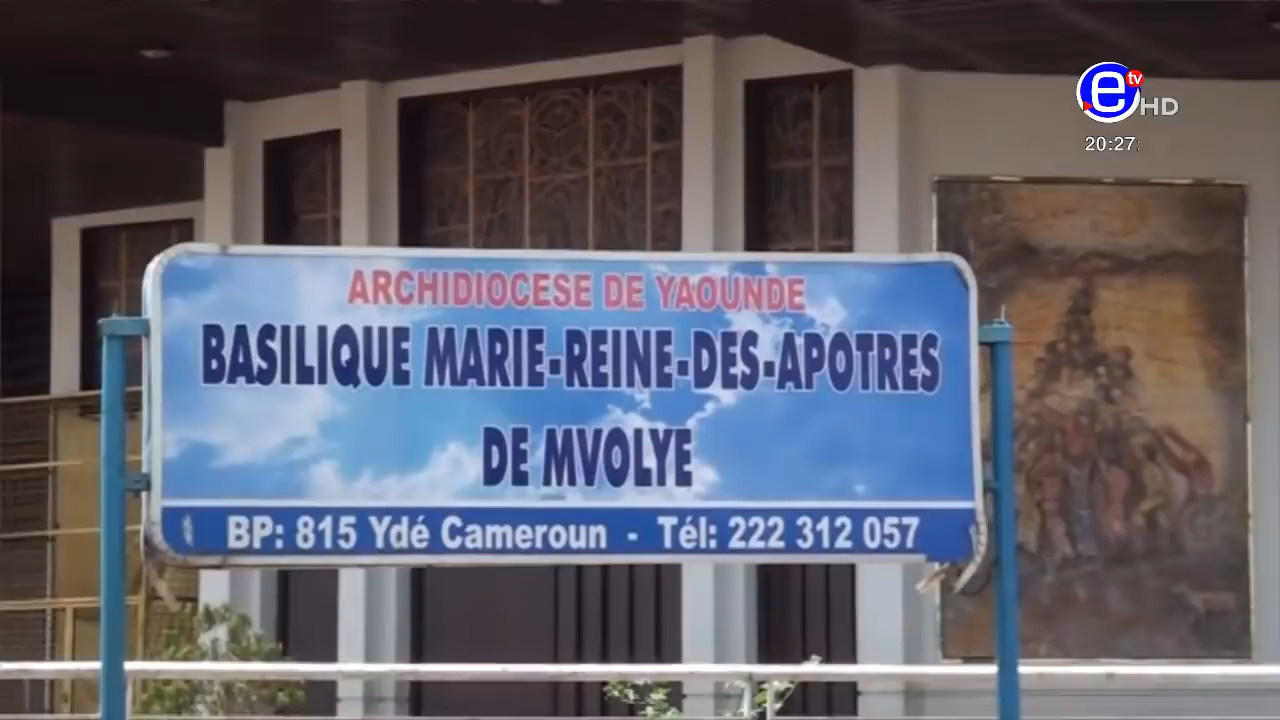 e tv HD
20:27:
ARCHIDIOCESE DE YAOUNDE
BASILIQUE MARIE-REINE-DES-APOTRES
DE MVOLYE
BP: 815 Ydé Cameroun - Tél: 222 312 057